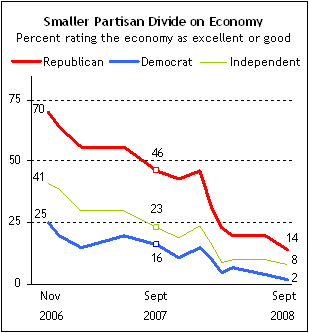 Smaller Partisan Divide on Economy
Percent rating the economy as excellent or good
Republican Democrat Independent
75
70
50
46
41
25
25
23
16
14
8
2
0
Nov Sept Sept
2006 2007 2008